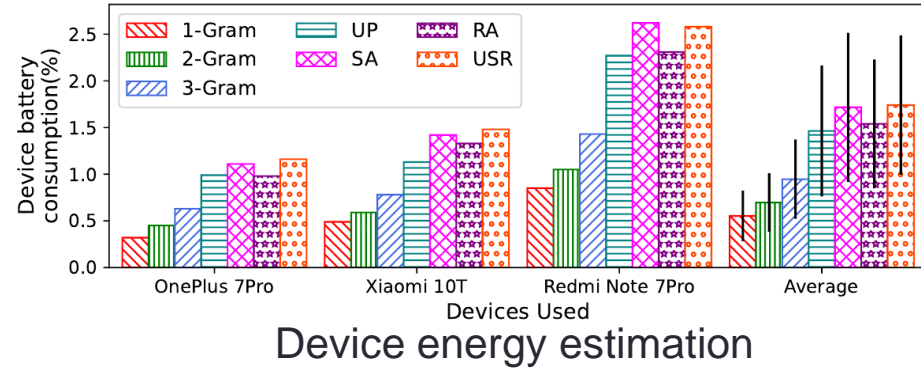 Device battery
consumption(%)
2.5
2.0
1.5
1.0
0.5
0.0
1-Gram
2-Gram
3-Gram
UP
SA
RA
USR
OnePlus 7Pro
Xiaomi 10T
Redmi Note 7Pro
Average
Devices Used
Device energy estimation